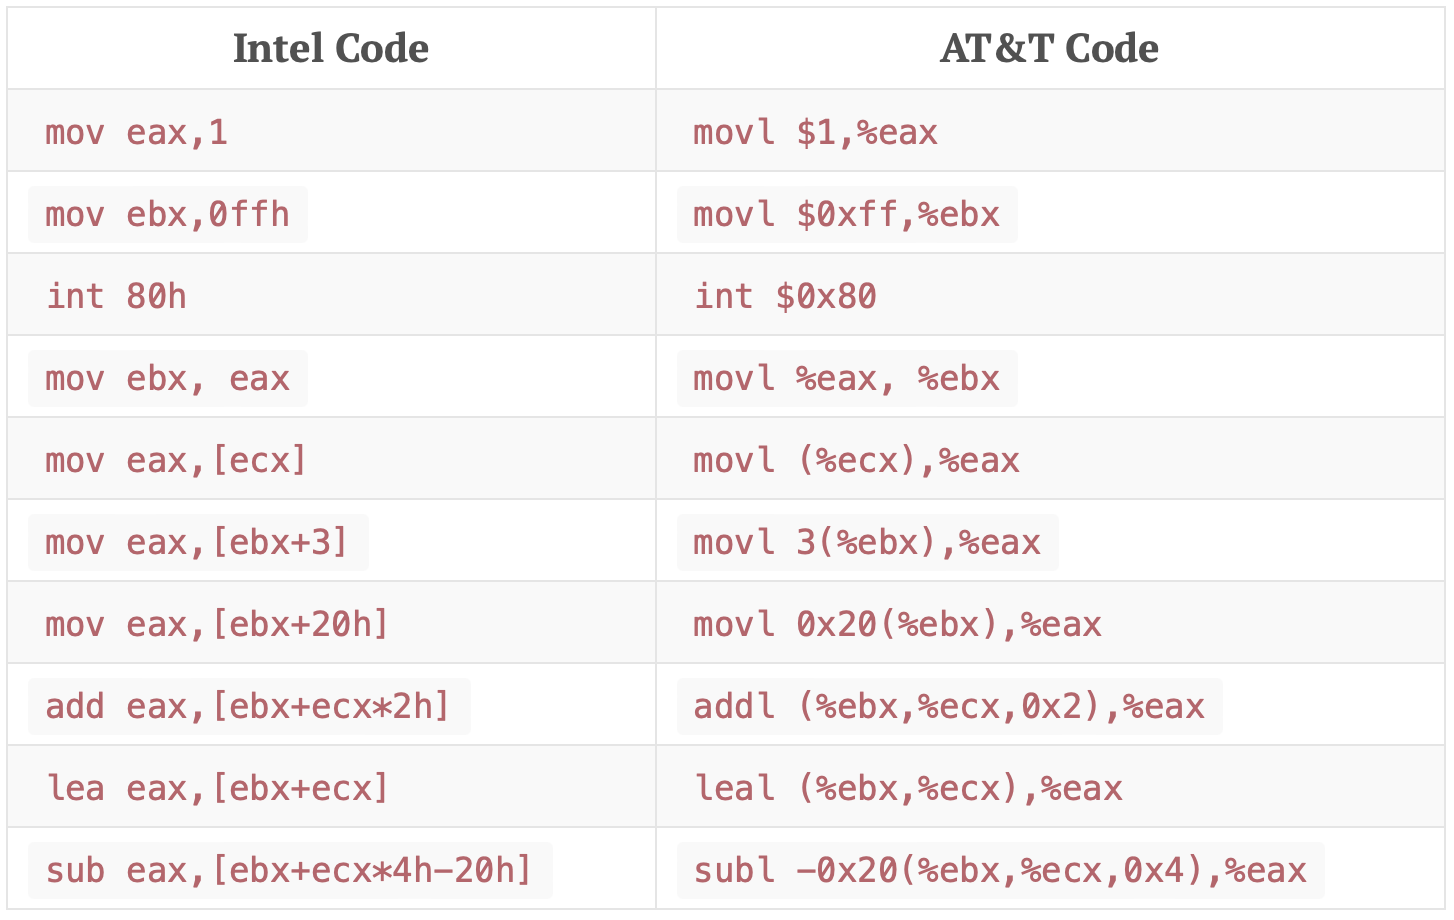 Intel Code AT&T Code
mov eax,1 movl $1,%eax
mov ebx,0ffh movl $0xff,%ebx
int 80h int $0x80
mov ebx, eax movl %eax, %ebx
mov eax,[ecx] movl (%ecx),%eax
mov eax,[ebx+3] movl 3(%ebx),%eax
mov eax,[ebx+20h] movl 0x20(%ebx),%eax
add eax,[ebx+ecx*2h] addl (%ebx,%ecx,0x2),%eax
lea eax,[ebx+ecx] leal (%ebx,%ecx),%eax
sub eax,[ebx+ecx*4h-20h] subl -0x20(%ebx,%ecx,0x4),%eax